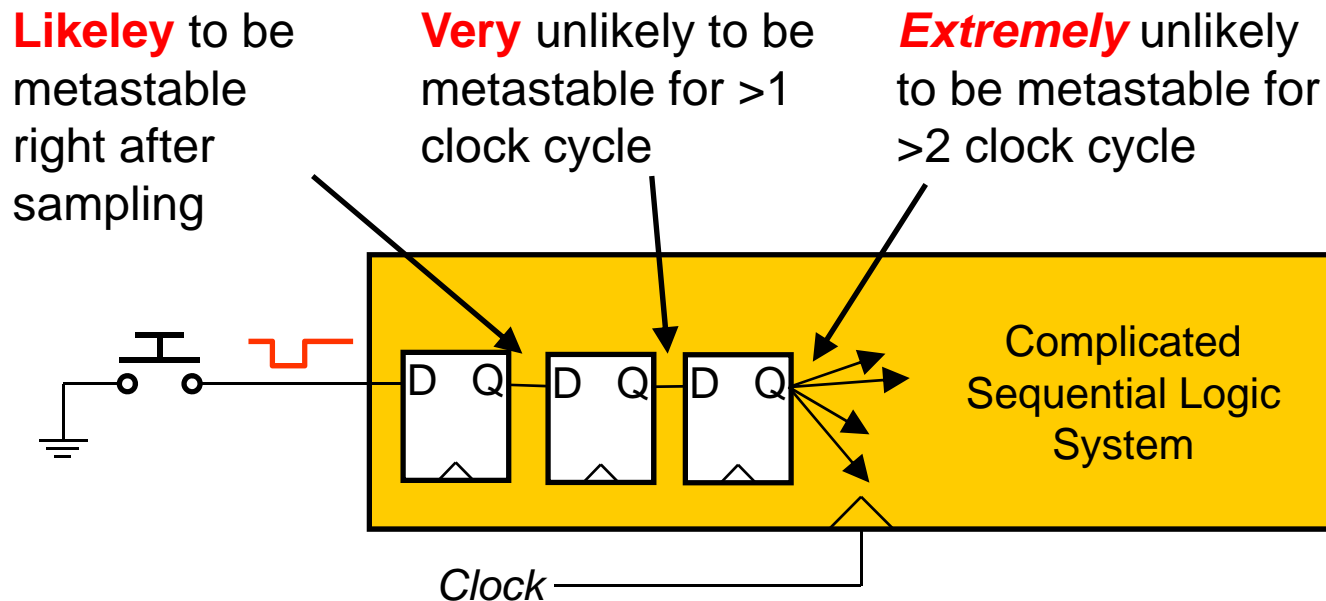 Likeley to be
metastable
right after
sampling
Very unlikely to be
metastable for >1
clock cycle
Extremely unlikely
to be metastable for
>2 clock cycle
D Q
D Q
D Q
Complicated
Sequential Logic
System
Clock